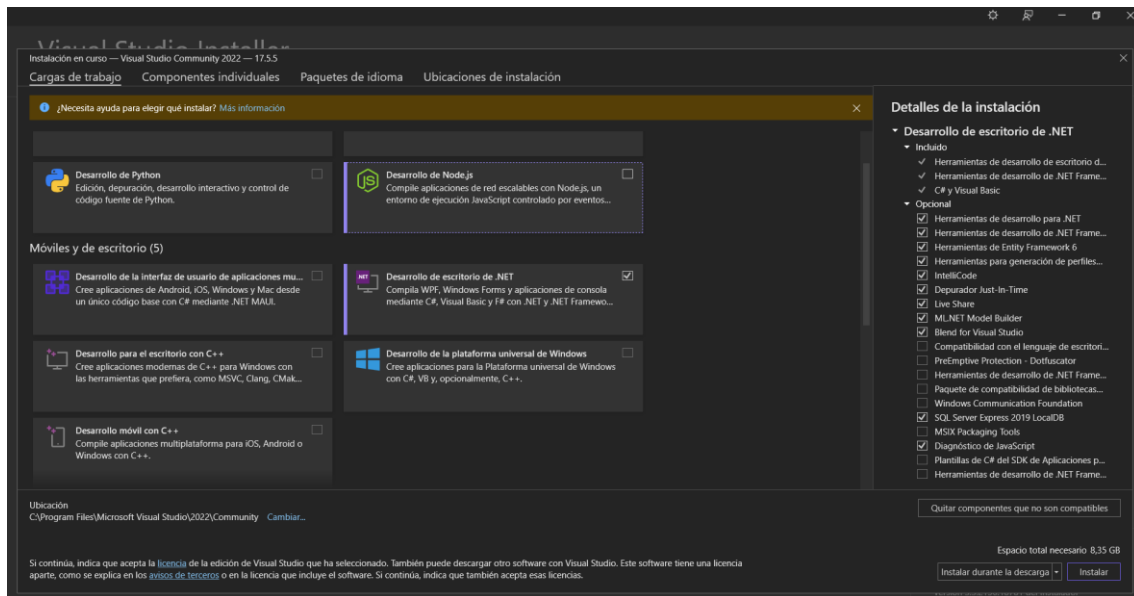 Visual Studio Installer
Instalación en curso — Visual Studio Community 2022 — 17.5.5
Cargas de trabajo Componentes individuales Paquetes de idioma Ubicaciones de instalación
¿Necesita ayuda para elegir qué instalar? Más información
Desarrollo de Python
Edición, depuración, desarrollo interactivo y control de
código fuente de Python.
Desarrollo de Node.js
Compile aplicaciones de red escalables con Node.js, un
entorno de ejecución JavaScript controlado por eventos...
Móviles y de escritorio (5)
Desarrollo de la interfaz de usuario de aplicaciones mu...
Cree aplicaciones de Android, iOS, Windows y Mac desde
un único código base con C# mediante .NET MAUI.
.NET
Desarrollo de escritorio de .NET
Compila WPF, Windows Forms y aplicaciones de consola
mediante C#, Visual Basic y F# con .NET y .NET Framewo...
Desarrollo para el escritorio con C++
Cree aplicaciones modernas de C++ para Windows con
las herramientas que prefiera, como MSVC, Clang, CMak...
Desarrollo de la plataforma universal de Windows
Cree aplicaciones para la Plataforma universal de Windows
con C#, VB y, opcionalmente, C++.
Desarrollo móvil con C++
Compile aplicaciones multiplataforma para iOS, Android o
Windows con C++.
Detalles de la instalación
Desarrollo de escritorio de .NET
Incluido
Herramientas de desarrollo de escritorio d...
Herramientas de desarrollo de .NET Frame...
C# y Visual Basic
Opcional
Herramientas de desarrollo para .NET
Herramientas de desarrollo de .NET Frame...
Herramientas de Entity Framework 6
Herramientas para generación de perfiles...
IntelliCode
Depurador Just-In-Time
Live Share
ML.NET Model Builder
Blend for Visual Studio
Compatibilidad con el lenguaje de escritori...
PreEmptive Protection - Dotfuscator
Herramientas de desarrollo de .NET Frame...
Paquete de compatibilidad de bibliotecas...
Windows Communication Foundation
SQL Server Express 2019 LocalDB
MSIX Packaging Tools
Diagnóstico de JavaScript
Plantillas de C# del SDK de Aplicaciones p...
Herramientas de desarrollo de .NET Frame...
Ubicación
C:\Program Files\Microsoft Visual Studio\2022\Community Cambiar...
Quitar componentes que no son compatibles
Espacio total necesario 8,35 GB
Si continúa, indica que acepta la licencia de la edición de Visual Studio que ha seleccionado. También puede descargar otro software con Visual Studio. Este software tiene una licencia
aparte, como se explica en los avisos de terceros o en la licencia que incluye el software. Si continúa, indica que también acepta esas licencias.
Instalar durante la descarga Instalar